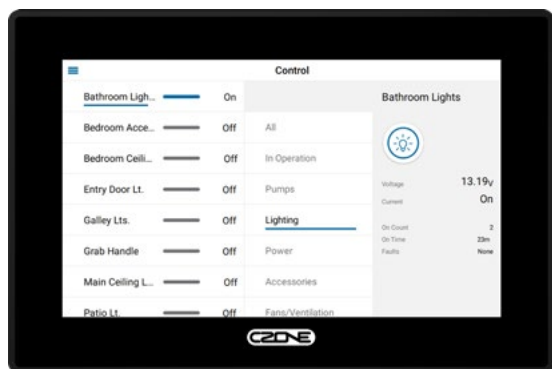 Control
Bathroom Ligh... On
Bedroom Acce... Off
Bedroom Ceili... Off
Entry Door Lt. Off
Galley Lts. Off
Grab Handle Off
Main Ceiling L... Off
Patio Lt. Off
All
In Operation
Pumps
Lighting
Power
Accessories
Fans/Ventilation
Bathroom Lights
Voltage 13.19V
Current On
On Count 2
On Time 23m
Faults None
CZONE